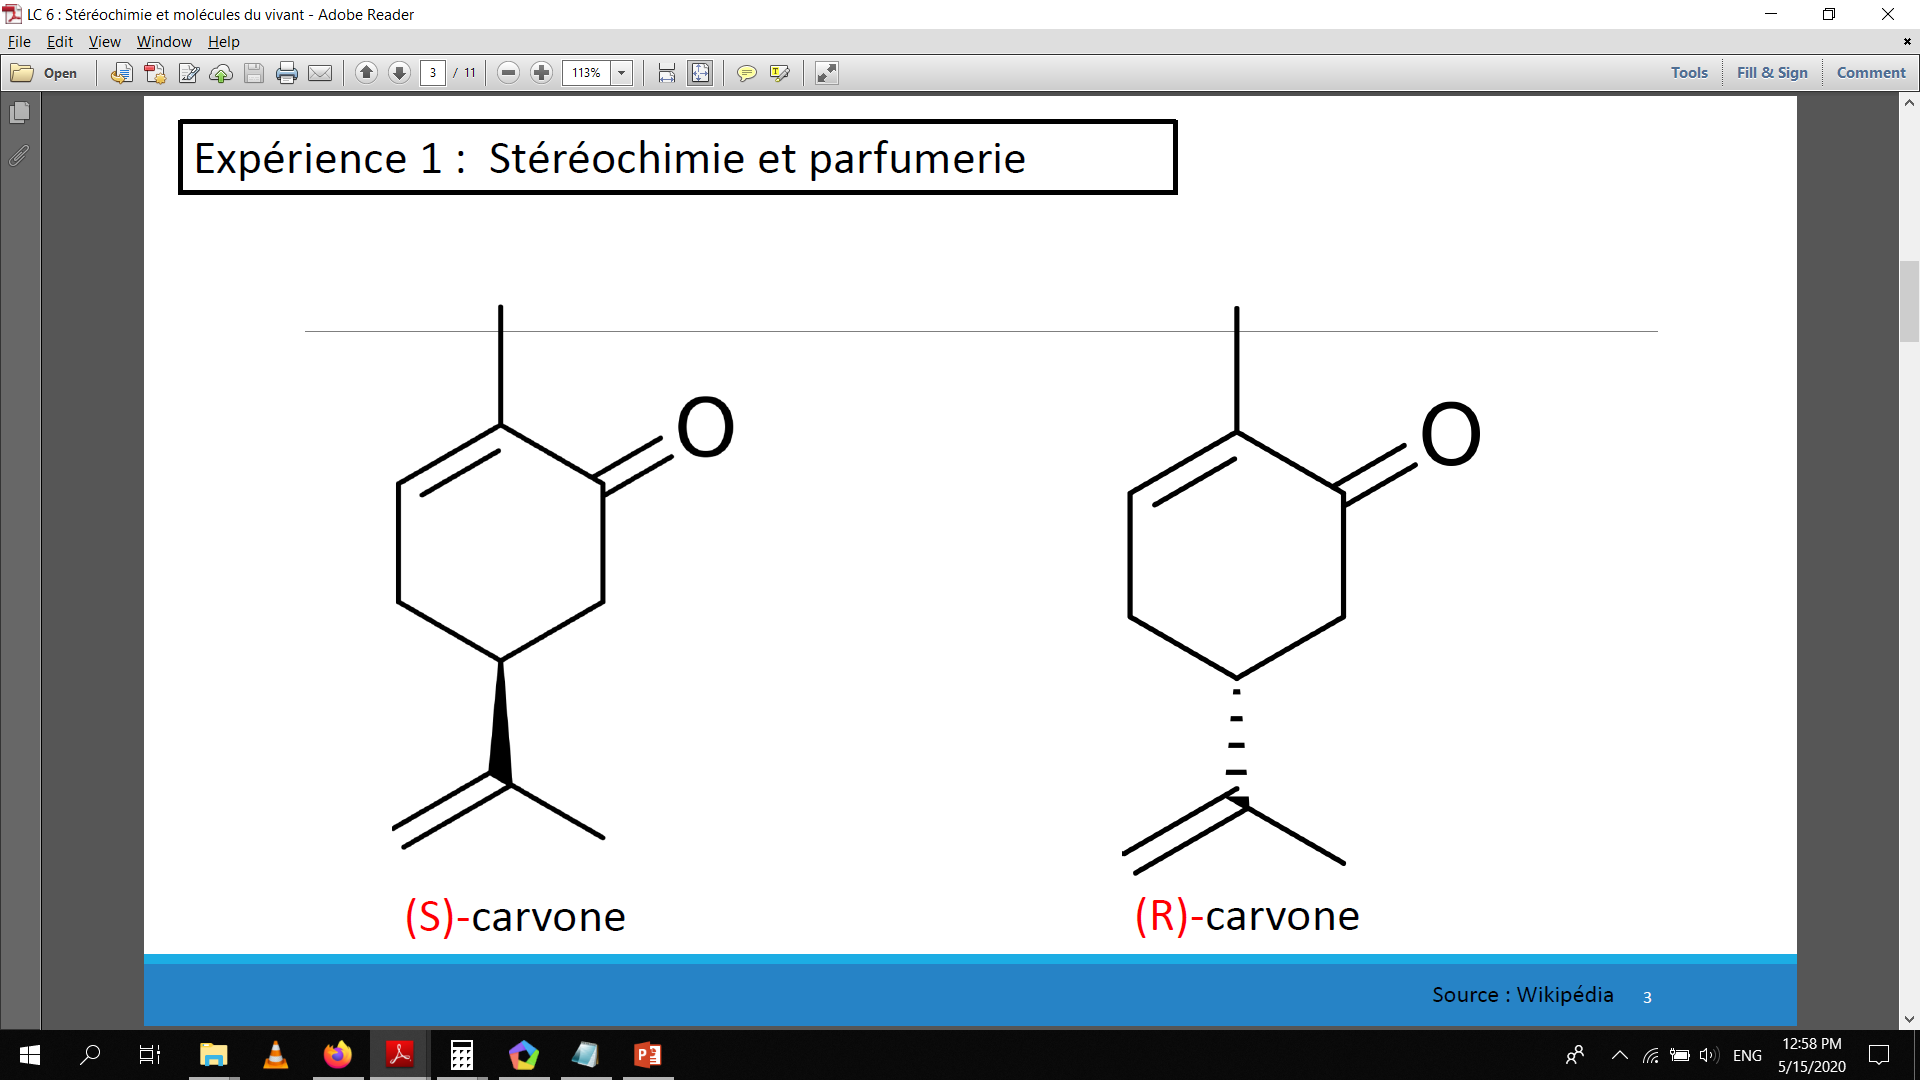 LC 6 : Stéréochimie et molécules du vivant - Adobe Reader
File Edit View Window Help
Open 3 / 11 113% Tools Fill & Sign Comment
Expérience 1 : Stéréochimie et parfumerie
O O
(S)-carvone (R)-carvone
Source : Wikipédia 3
ENG 12:58 PM
5/15/2020